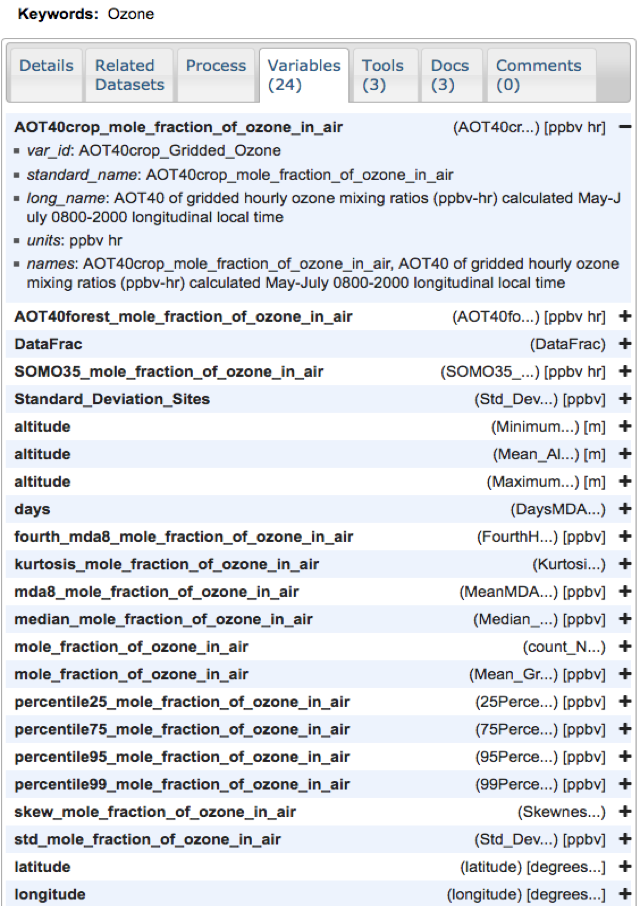 Keywords: Ozone
Details Related Datasets Process Variables (24) Tools (3) Docs (3) Comments (0)
AOT40crop_mole_fraction_of_ozone_in_air (AOT40cr...) [ppbv hr] −
▪ var_id: AOT40crop_Gridded_Ozone
▪ standard_name: AOT40crop_mole_fraction_of_ozone_in_air
▪ long_name: AOT40 of gridded hourly ozone mixing ratios (ppbv-hr) calculated May-J
uly 0800-2000 longitudinal local time
▪ units: ppbv hr
▪ names: AOT40crop_mole_fraction_of_ozone_in_air, AOT40 of gridded hourly ozone
mixing ratios (ppbv-hr) calculated May-July 0800-2000 longitudinal local time
AOT40forest_mole_fraction_of_ozone_in_air (AOT40fo...) [ppbv hr] +
DataFrac (DataFrac) +
SOMO35_mole_fraction_of_ozone_in_air (SOMO35_...) [ppbv hr] +
Standard_Deviation_Sites (Std_Dev...) [ppbv] +
altitude (Minimum...) [m] +
altitude (Mean_Al...) [m] +
altitude (Maximum...) [m] +
days (DaysMDA...) +
fourth_mda8_mole_fraction_of_ozone_in_air (FourthH...) [ppbv] +
kurtosis_mole_fraction_of_ozone_in_air (Kurtosi...) +
mda8_mole_fraction_of_ozone_in_air (MeanMDA...) [ppbv] +
median_mole_fraction_of_ozone_in_air (Median_...) [ppbv] +
mole_fraction_of_ozone_in_air (count_N...) +
mole_fraction_of_ozone_in_air (Mean_Gr...) [ppbv] +
percentile25_mole_fraction_of_ozone_in_air (25Perce...) [ppbv] +
percentile75_mole_fraction_of_ozone_in_air (75Perce...) [ppbv] +
percentile95_mole_fraction_of_ozone_in_air (95Perce...) [ppbv] +
percentile99_mole_fraction_of_ozone_in_air (99Perce...) [ppbv] +
skew_mole_fraction_of_ozone_in_air (Skewnes...) +
std_mole_fraction_of_ozone_in_air (Std_Dev...) [ppbv] +
latitude (latitude) [degrees...] +
longitude (longitude) [degrees...] +